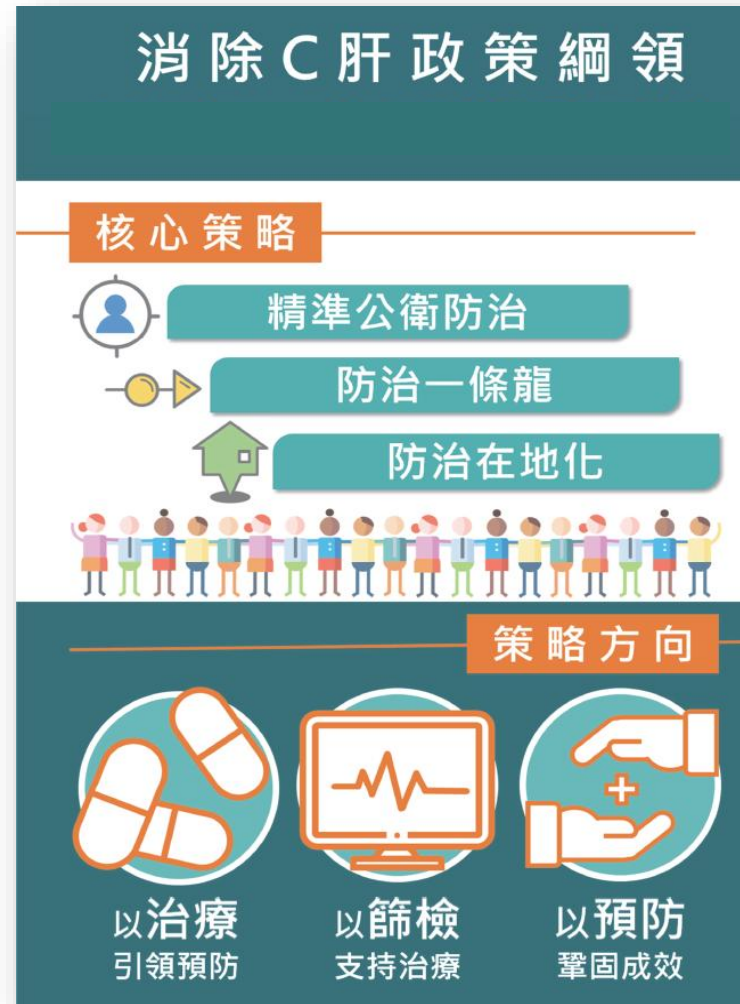 消除C肝政策綱領
核心策略
精準公衛防治
防治一條龍
防治在地化
策略方向
以治療
引領預防
以篩檢
支持治療
以預防
鞏固成效